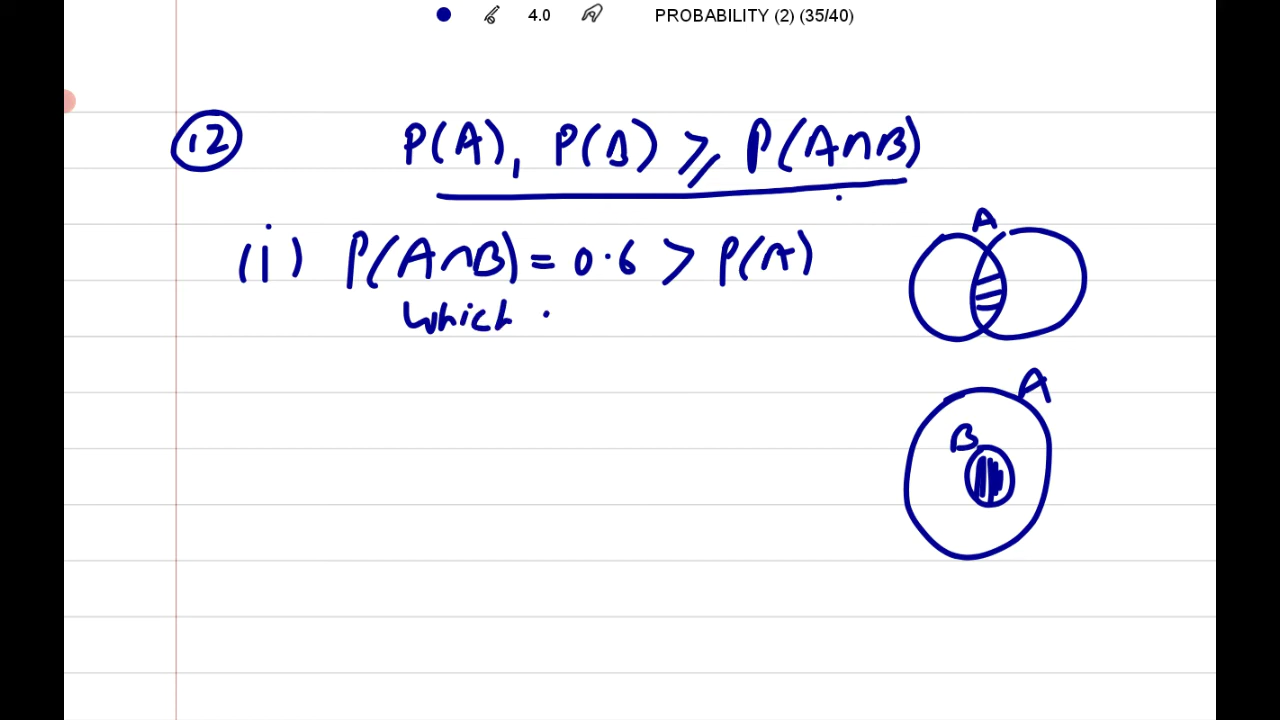 4.0 PROBABILITY (2) (35/40)
12 P(A), P(B) ⩾ P(A∩B)
(i) P(A∩B) = 0.6 > P(A)
which
A
A
B